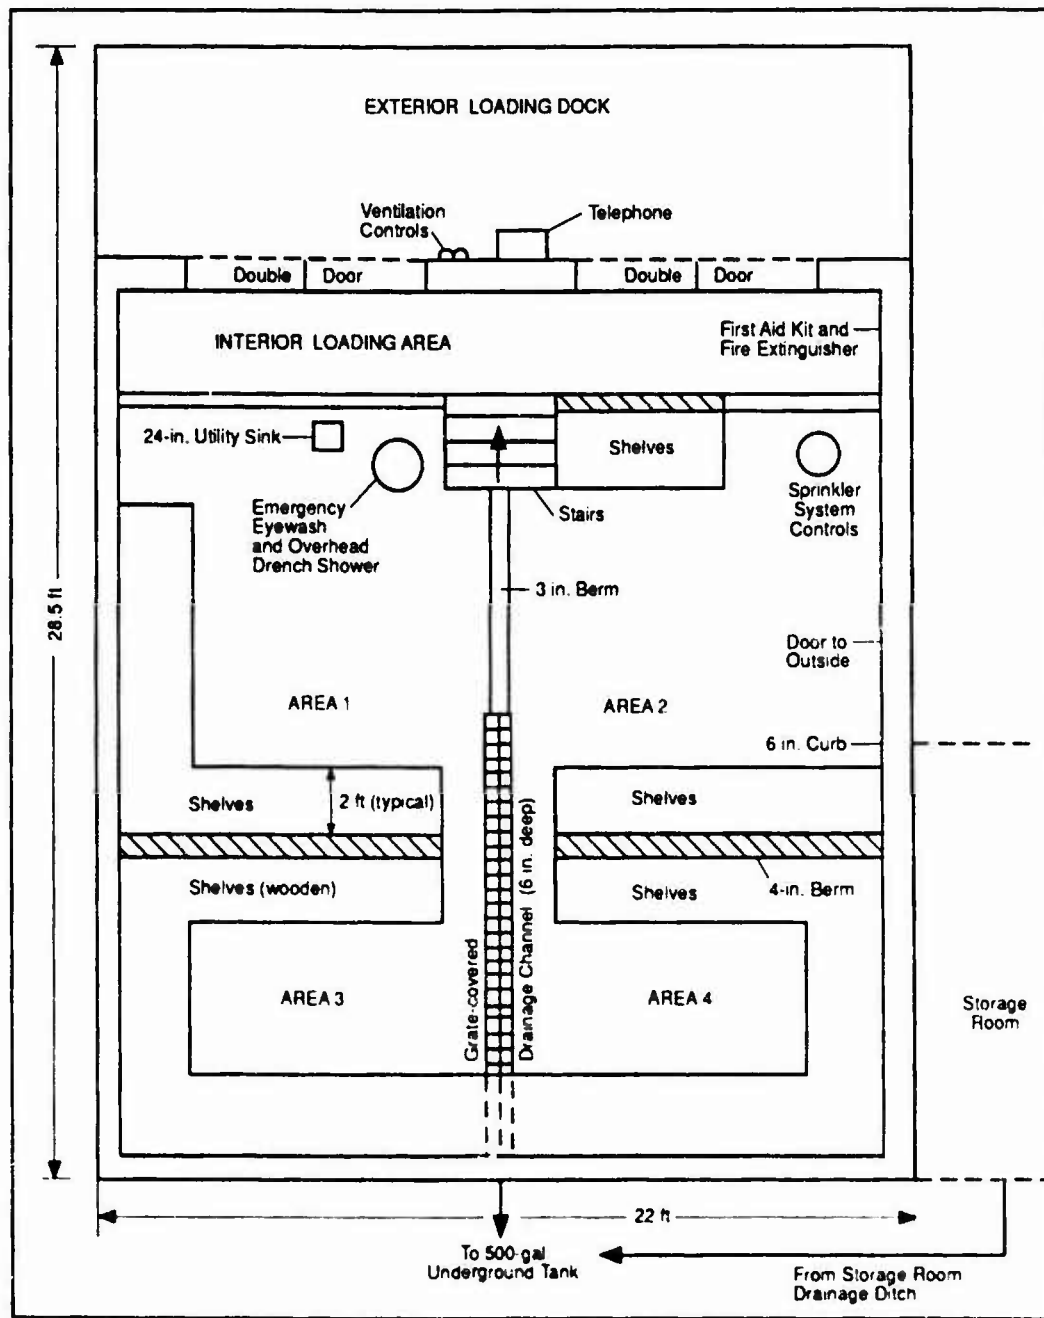 EXTERIOR LOADING DOCK
Ventilation
Controls
Telephone
Double Door
Double Door
INTERIOR LOADING AREA
First Aid Kit and
Fire Extinguisher
24-in. Utility Sink
Shelves
Emergency
Eyewash
and Overhead
Drench Shower
Stairs
Sprinkler
System
Controls
3 in. Berm
28.5 ft
Door to
Outside
AREA 1
AREA 2
6 in. Curb
Shelves
2 ft (typical)
Shelves
Shelves (wooden)
Shelves
4-in. Berm
Grate-covered
Drainage Channel (6 in. deep)
AREA 3
AREA 4
Storage
Room
22 ft
To 500-gal
Underground Tank
From Storage Room
Drainage Ditch